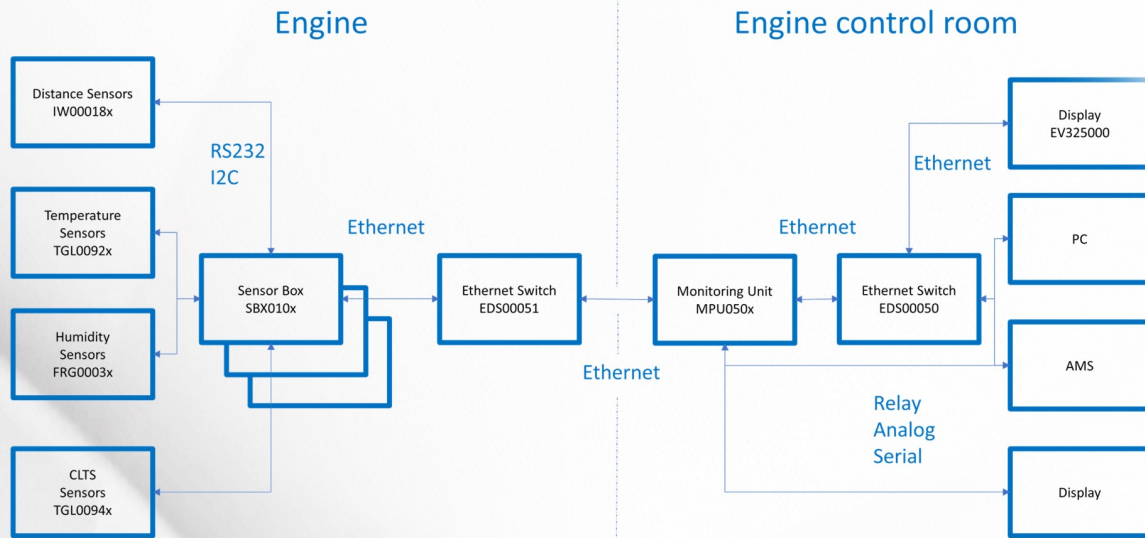 Engine
Engine control room
Distance Sensors
IW00018x
Display
EV325000
RS232
I2C
Ethernet
Temperature
Sensors
TGL0092x
PC
Ethernet
Ethernet
Sensor Box
SBX010x
Ethernet Switch
EDS00051
Monitoring Unit
MPU050x
Ethernet Switch
EDS00050
Humidity
Sensors
FRG0003x
Ethernet
AMS
Relay
Analog
Serial
CLTS
Sensors
TGL0094x
Display